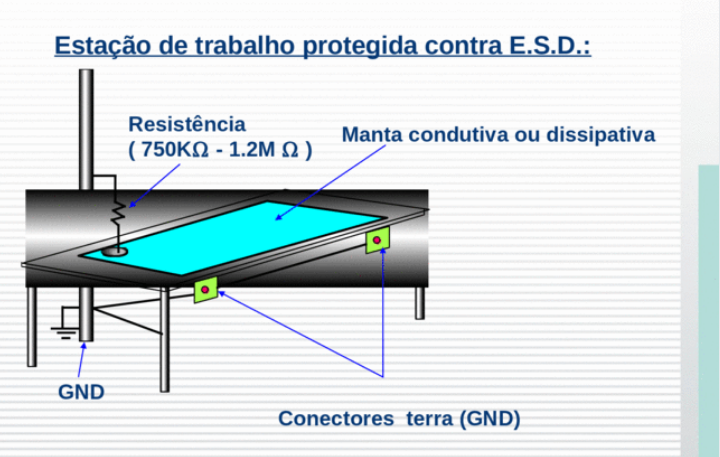 Estação de trabalho protegida contra E.S.D.:
Resistência
( 750KΩ - 1.2M Ω )
Manta condutiva ou dissipativa
GND
Conectores terra (GND)